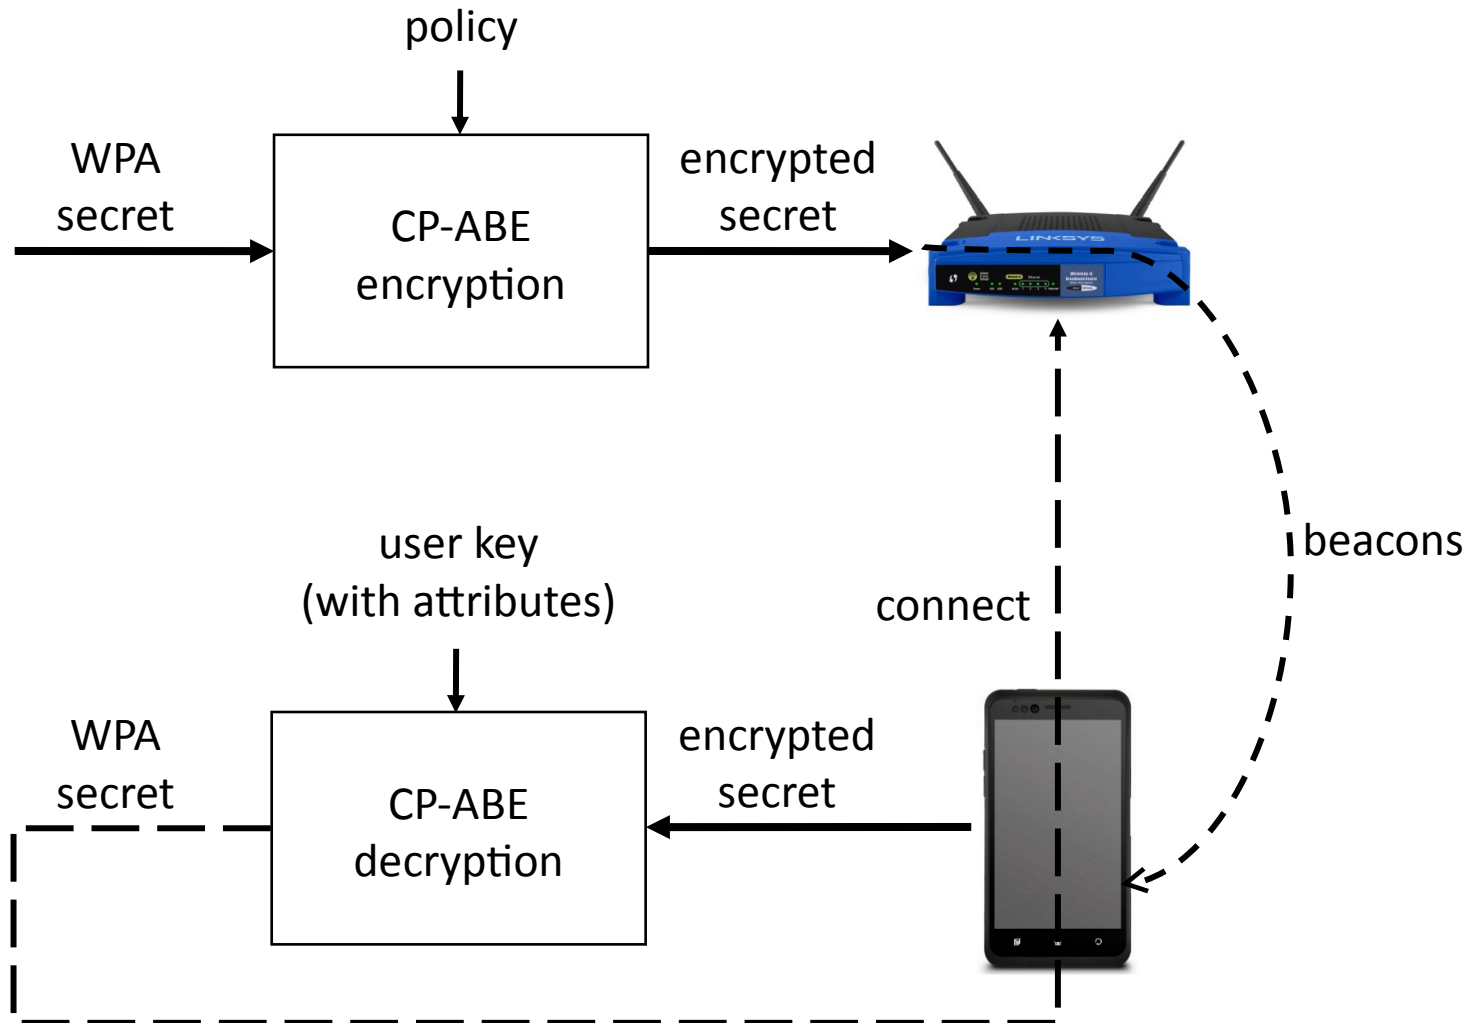 policy
WPA
secret
CP-ABE
encryption
encrypted
secret
LINKSYS
beacons
user key
(with attributes)
connect
WPA
secret
CP-ABE
decryption
encrypted
secret